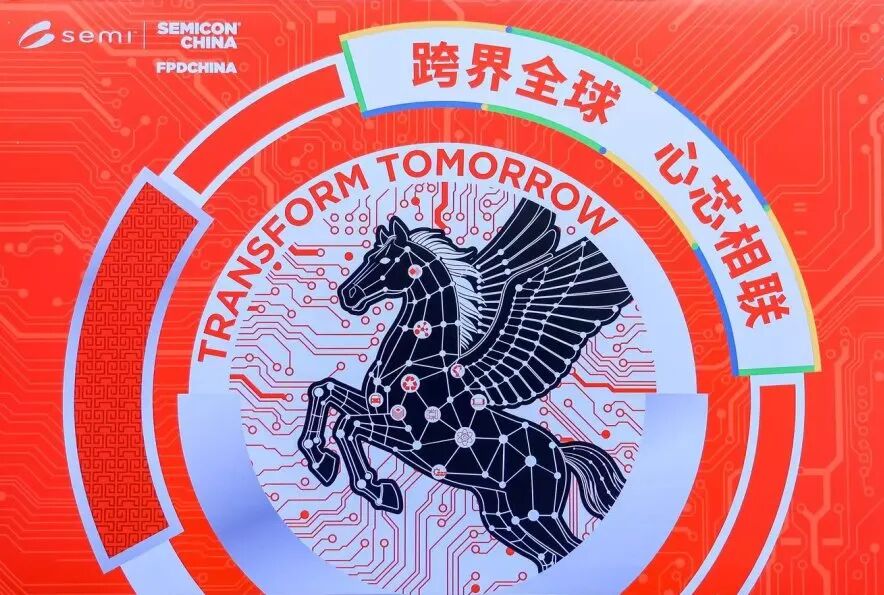 semi
SEMICON®
CHINA
FPDCHINA
跨界全球 心芯相联
TRANSFORM TOMORROW